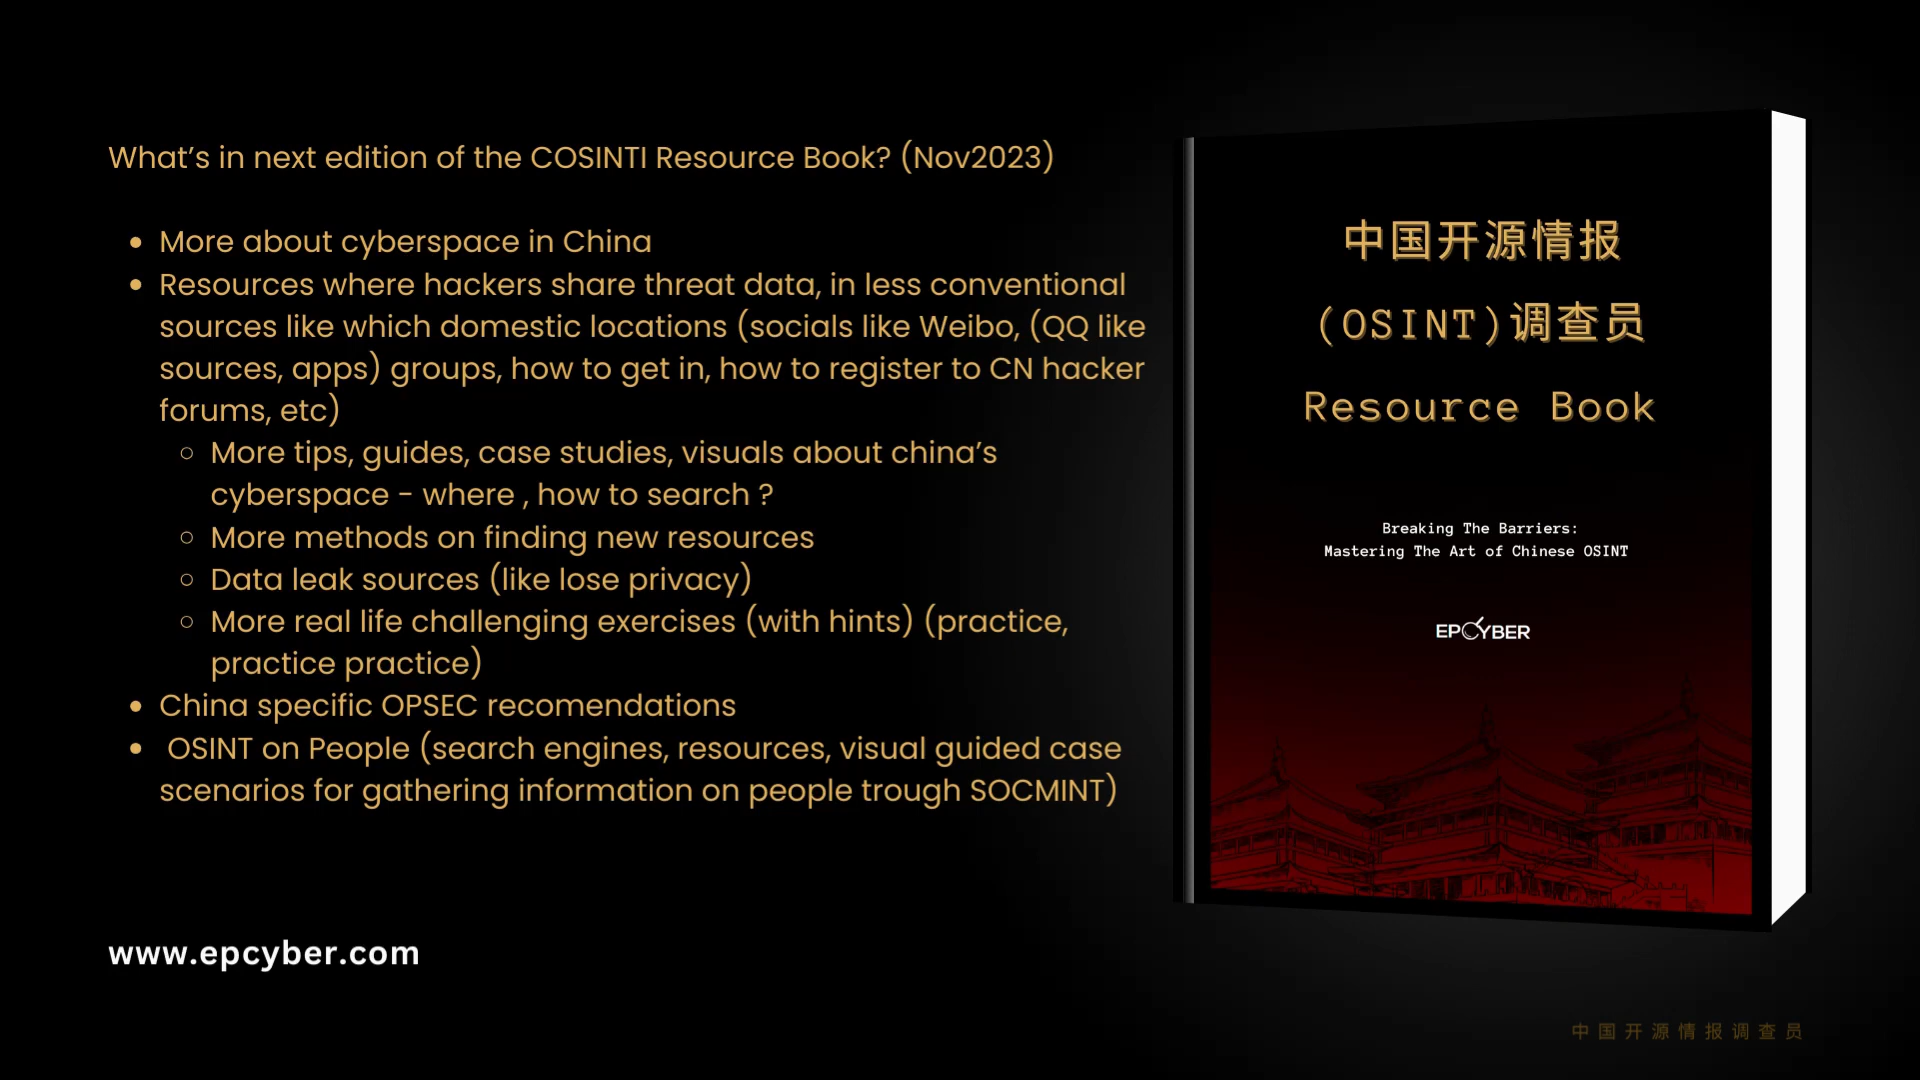 What’s in next edition of the COSINTI Resource Book? (Nov2023)
• More about cyberspace in China
• Resources where hackers share threat data, in less conventional
sources like which domestic locations (socials like Weibo, (QQ like
sources, apps) groups, how to get in, how to register to CN hacker
forums, etc)
○ More tips, guides, case studies, visuals about china’s
cyberspace - where , how to search ?
○ More methods on finding new resources
○ Data leak sources (like lose privacy)
○ More real life challenging exercises (with hints) (practice,
practice practice)
• China specific OPSEC recomendations
• OSINT on People (search engines, resources, visual guided case
scenarios for gathering information on people trough SOCMINT)
www.epcyber.com
中国开源情报
(OSINT)调查员
Resource Book
Breaking The Barriers:
Mastering The Art of Chinese OSINT
EPCYBER
中国开源情报调查员